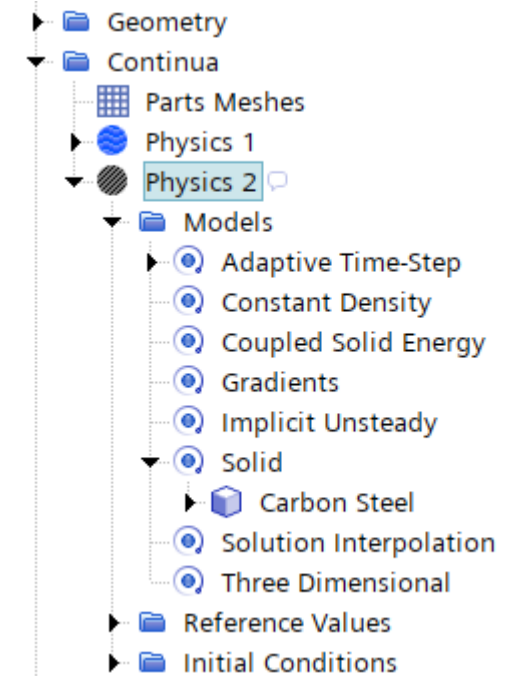 Geometry
Continua
Parts Meshes
Physics 1
Physics 2
Models
Adaptive Time-Step
Constant Density
Coupled Solid Energy
Gradients
Implicit Unsteady
Solid
Carbon Steel
Solution Interpolation
Three Dimensional
Reference Values
Initial Conditions